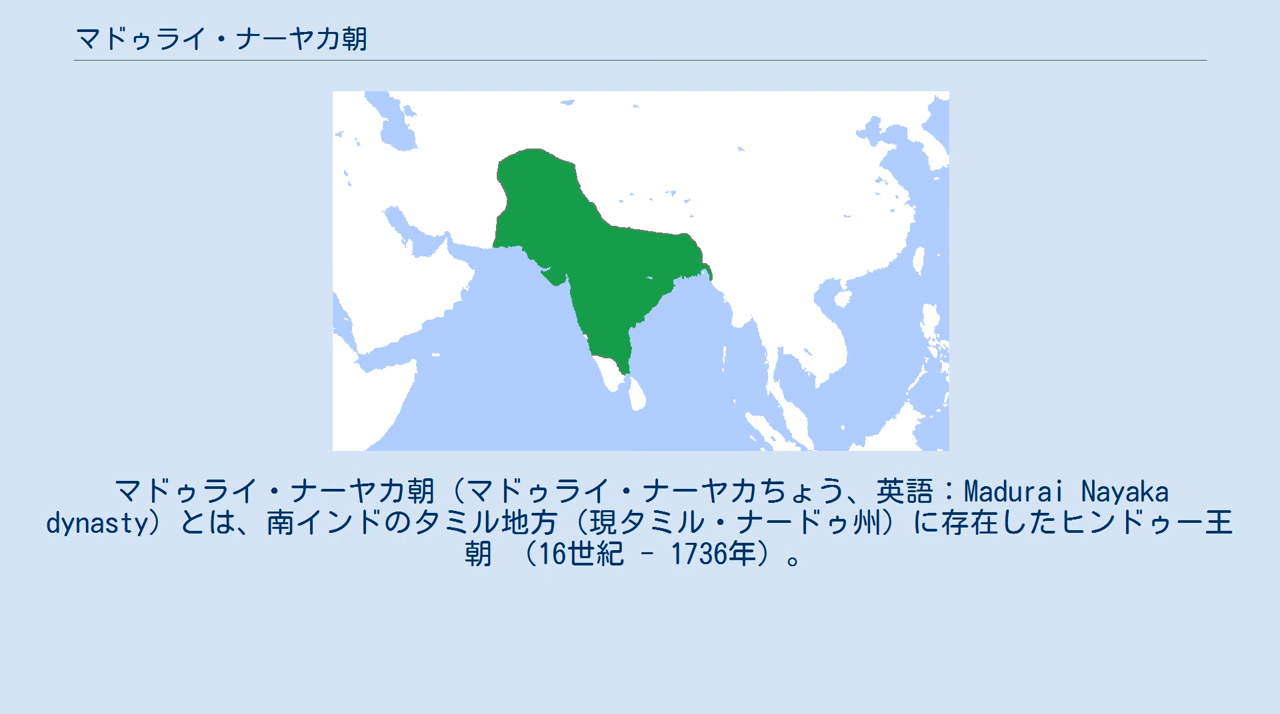 マドゥライ・ナーヤカ朝
マドゥライ・ナーヤカ朝（マドゥライ・ナーヤカちょう、英語：Madurai Nayaka
dynasty）とは、南インドのタミル地方（現タミル・ナードゥ州）に存在したヒンドゥー王
朝 （16世紀 - 1736年）。